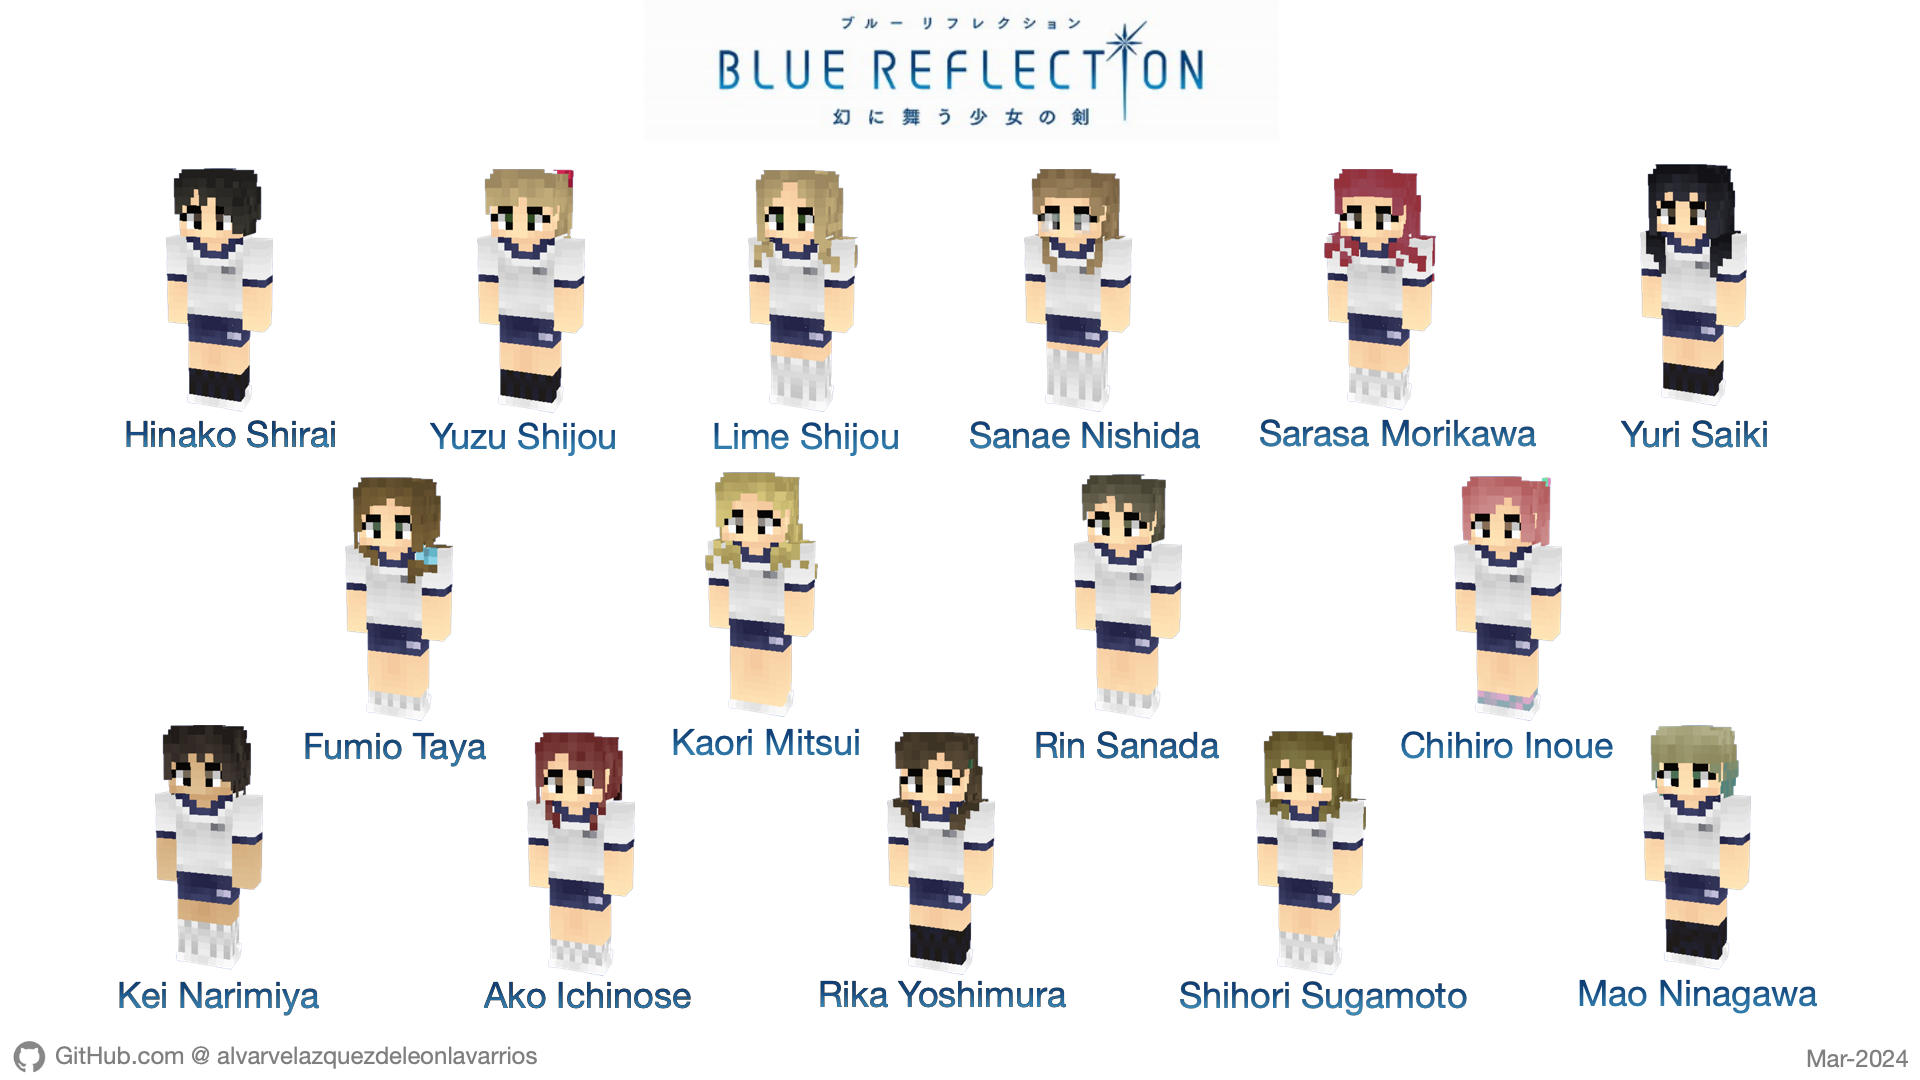 ブルーリフレクション
BLUE REFLECTION
幻に舞う少女の剣
Hinako Shirai
Yuzu Shijou
Lime Shijou
Sanae Nishida
Sarasa Morikawa
Yuri Saiki
Fumio Taya
Kaori Mitsui
Rin Sanada
Chihiro Inoue
Kei Narimiya
Ako Ichinose
Rika Yoshimura
Shihori Sugamoto
Mao Ninagawa
GitHub.com @ alvarvelazquezdeleonlavarrios
Mar-2024